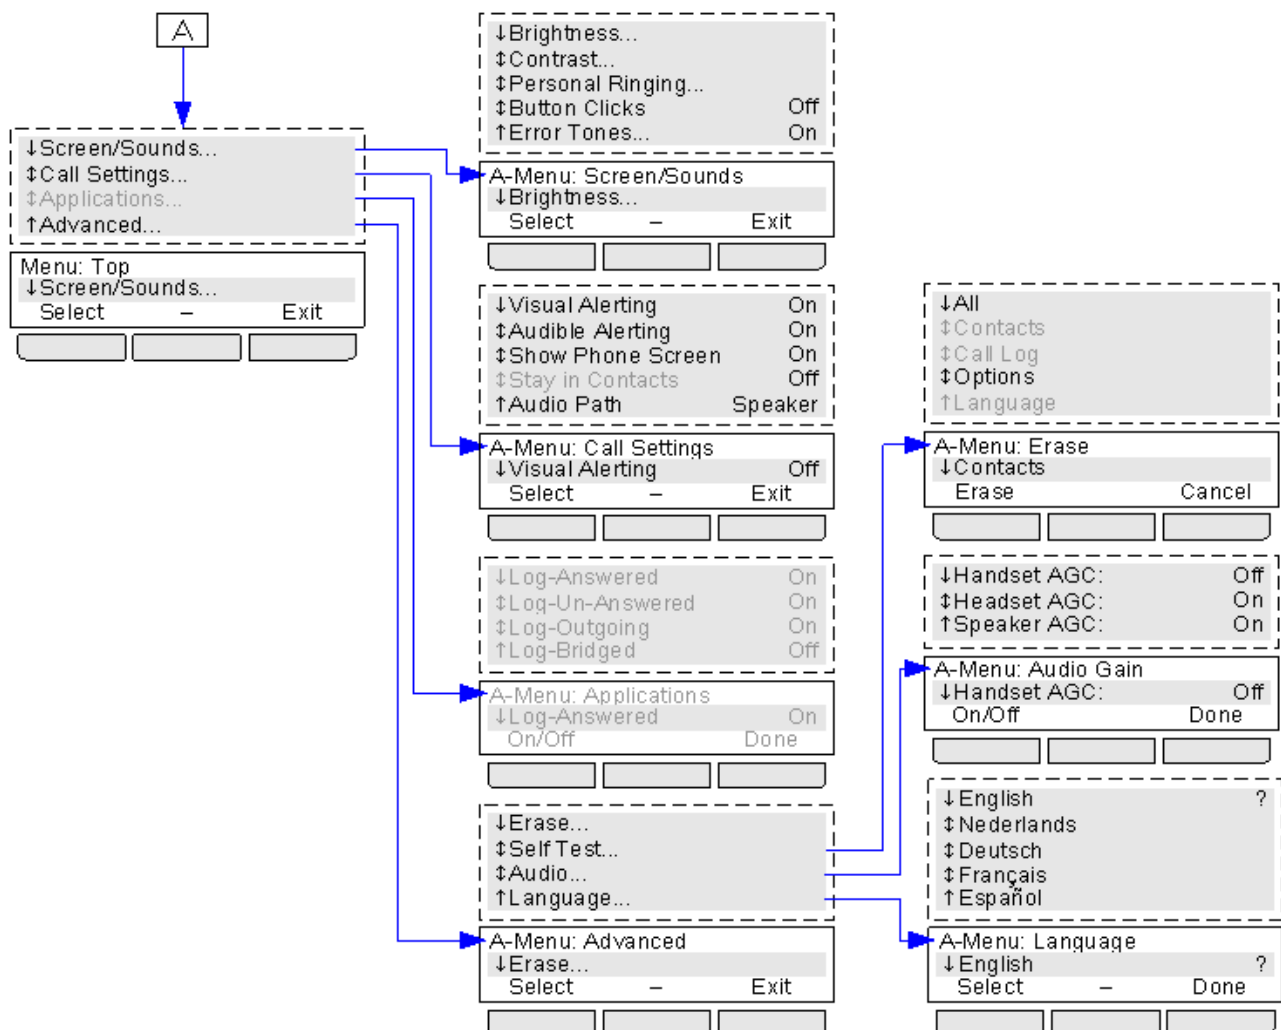 A
↓Screen/Sounds...
↕Call Settings...
↕Applications...
↑Advanced...
Menu: Top
↓Screen/Sounds...
Select – Exit
↓Brightness...
↕Contrast...
↕Personal Ringing...
↕Button Clicks Off
↑Error Tones... On
A-Menu: Screen/Sounds
↓Brightness...
Select – Exit
↓Visual Alerting On
↕Audible Alerting On
↕Show Phone Screen On
↕Stay in Contacts Off
↑Audio Path Speaker
A-Menu: Call Settings
↓Visual Alerting Off
Select – Exit
↓Log-Answered On
↕Log-Un-Answered On
↕Log-Outgoing On
↑Log-Bridged Off
A-Menu: Applications
↓Log-Answered On
On/Off Done
↓Erase...
↕Self Test...
↕Audio...
↑Language...
A-Menu: Advanced
↓Erase...
Select – Exit
↓All
↕Contacts
↕Call Log
↕Options
↑Language
A-Menu: Erase
↓Contacts
Erase Cancel
↓Handset AGC: Off
↕Headset AGC: On
↑Speaker AGC: On
A-Menu: Audio Gain
↓Handset AGC: Off
On/Off Done
↓English ?
↕Nederlands
↕Deutsch
↕Français
↑Español
A-Menu: Language
↓English ?
Select – Done